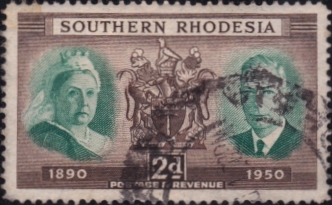 SOUTHERN RHODESIA
1890 1950
2d
POSTAGE & REVENUE